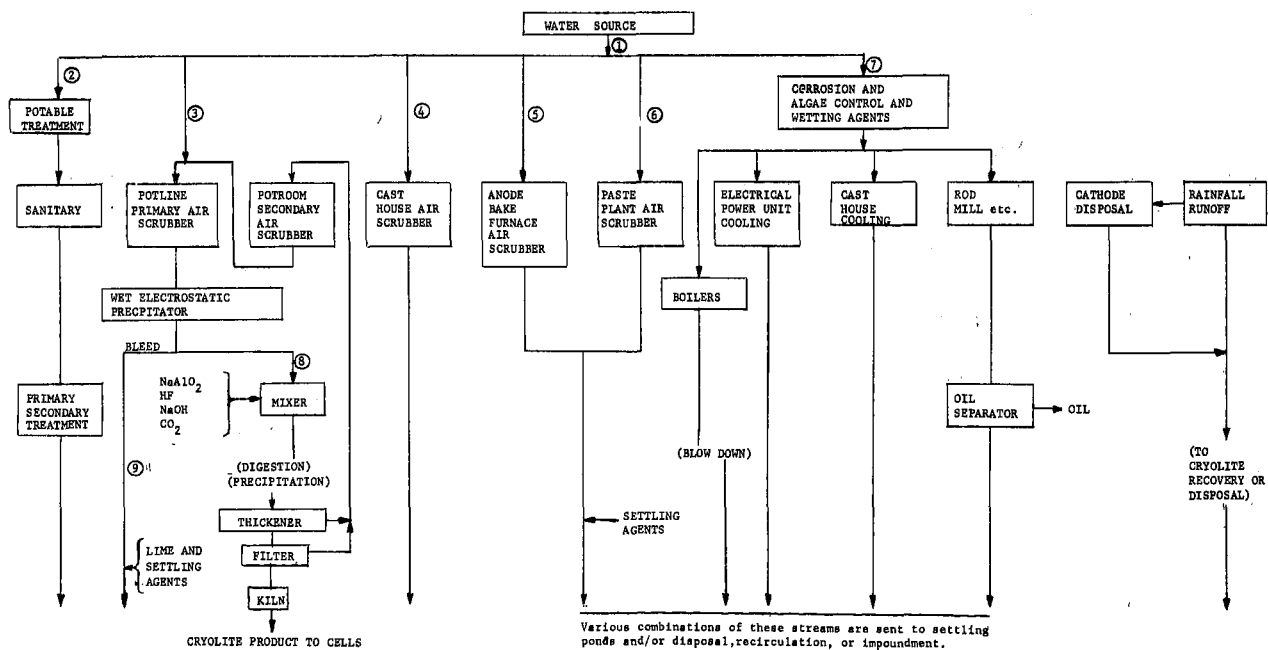 WATER SOURCE
①
②
③
④
⑤
⑥
⑦
POTABLE
TREATMENT
CORROSION AND
ALGAE CONTROL AND
WETTING AGENTS
SANITARY
POTLINE
PRIMARY AIR
SCRUBBER
POTROOM
SECONDARY
AIR
SCRUBBER
CAST
HOUSE AIR
SCRUBBER
ANODE
BAKE
FURNACE
AIR
SCRUBBER
PASTE
PLANT AIR
SCRUBBER
ELECTRICAL
POWER UNIT
COOLING
CAST
HOUSE
COOLING
ROD
MILL etc.
CATHODE
DISPOSAL
RAINFALL
RUNOFF
WET ELECTROSTATIC
PRECPITATOR
BOILERS
BLEED
⑧
NaAlO2
HF
NaOH
CO2
MIXER
PRIMARY
SECONDARY
TREATMENT
OIL
SEPARATOR
OIL
⑨
(DIGESTION)
(PRECIPITATION)
(BLOW DOWN)
(TO
CRYOLITE
RECOVERY OR
DISPOSAL)
THICKENER
SETTLING
AGENTS
LIME AND
SETTLING
AGENTS
FILTER
KILN
CRYOLITE PRODUCT TO CELLS
Various combinations of these streams are sent to settling
ponds and/or disposal,recirculation, or impoundment.